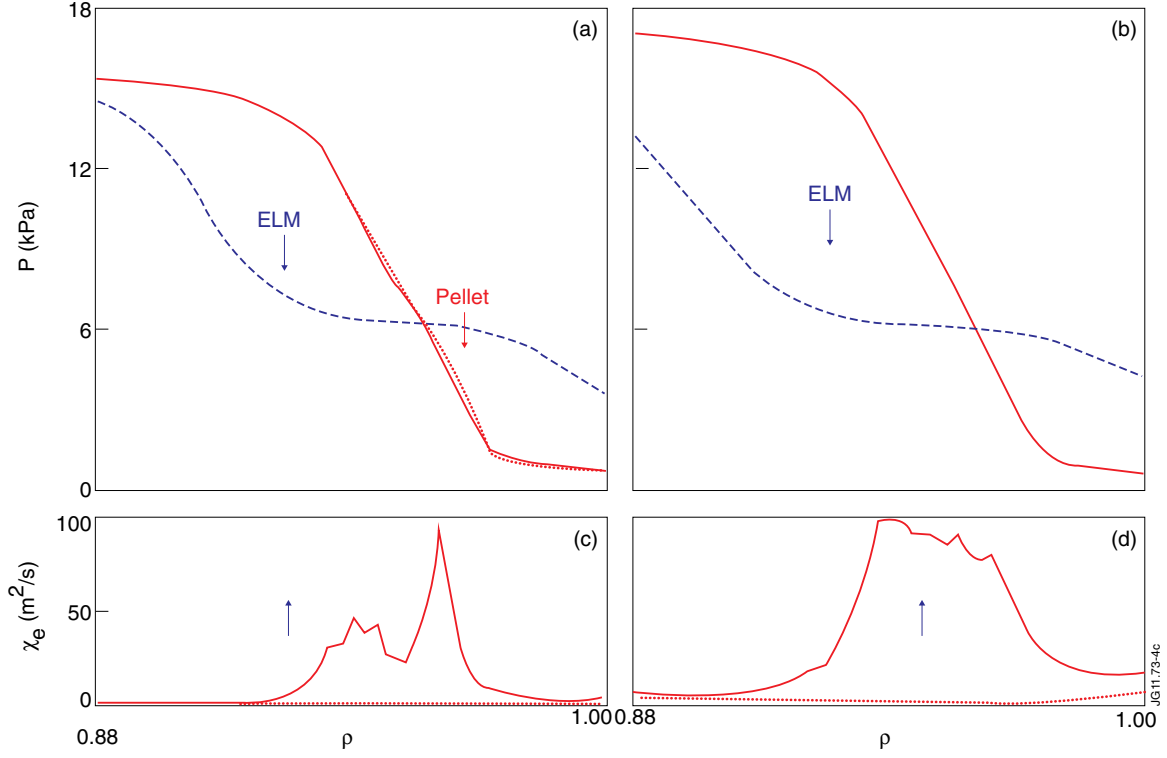 18
(a)
(b)
12
ELM
ELM
P (kPa)
Pellet
6
0
100
(c)
(d)
χe (m²/s)
50
0
0.88
ρ
1.00
0.88
ρ
1.00
JG11.73-4c